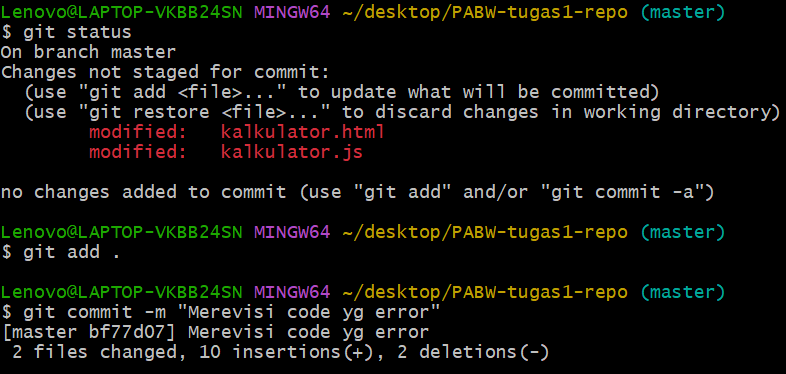 Lenovo@LAPTOP-VKBB24SN MINGW64 ~/desktop/PABW-tugas1-repo (master)
$ git status
On branch master
Changes not staged for commit:
  (use "git add <file>..." to update what will be committed)
  (use "git restore <file>..." to discard changes in working directory)
        modified:   kalkulator.html
        modified:   kalkulator.js

no changes added to commit (use "git add" and/or "git commit -a")

Lenovo@LAPTOP-VKBB24SN MINGW64 ~/desktop/PABW-tugas1-repo (master)
$ git add .

Lenovo@LAPTOP-VKBB24SN MINGW64 ~/desktop/PABW-tugas1-repo (master)
$ git commit -m "Merevisi code yg error"
[master bf77d07] Merevisi code yg error
 2 files changed, 10 insertions(+), 2 deletions(-)